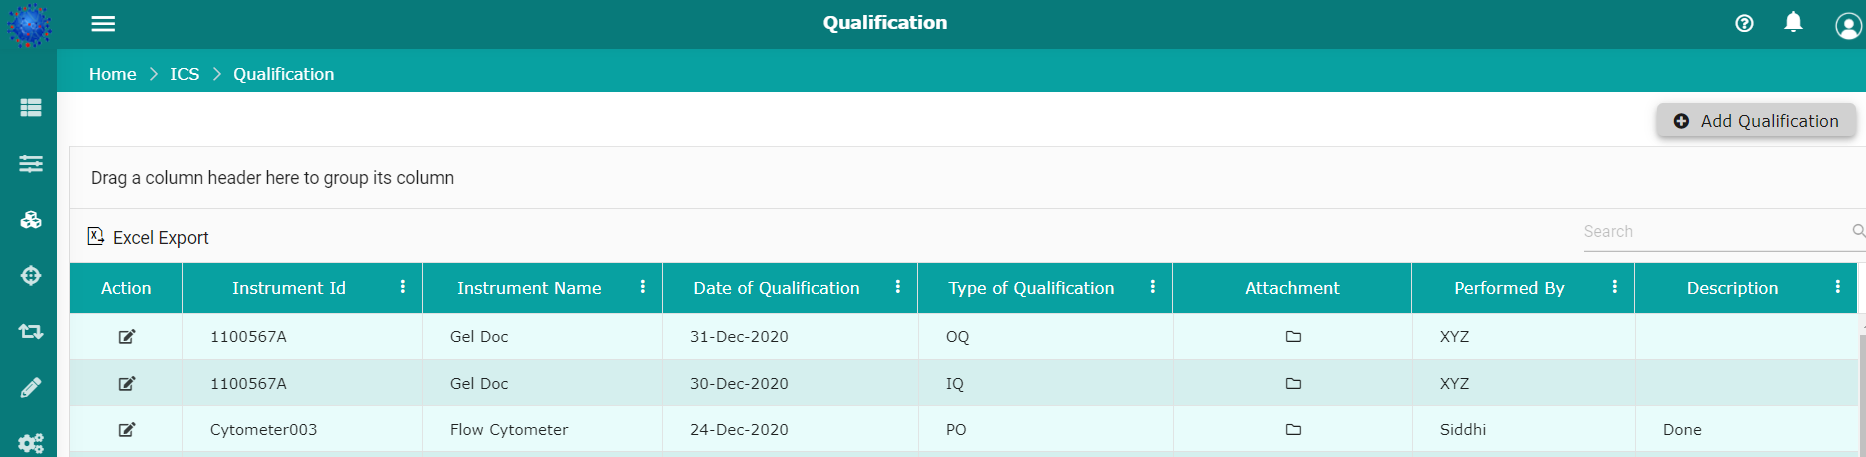 Qualification
Home > ICS > Qualification
Add Qualification
Drag a column header here to group its column
Excel Export
Search
Action Instrument Id Instrument Name Date of Qualification Type of Qualification Attachment Performed By Description
1100567A Gel Doc 31-Dec-2020 OQ XYZ
1100567A Gel Doc 30-Dec-2020 IQ XYZ
Cytometer003 Flow Cytometer 24-Dec-2020 PO Siddhi Done